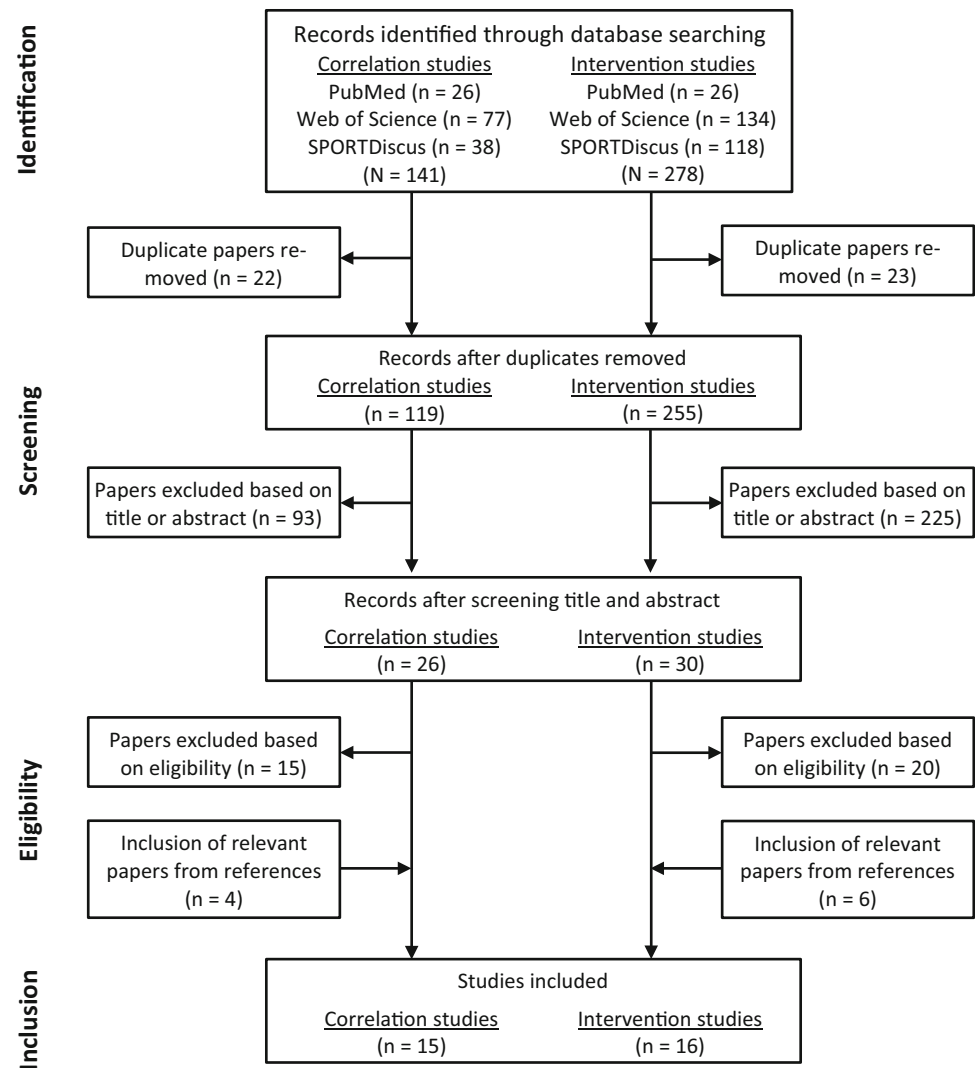 Identification
Records identified through database searching
Correlation studies
PubMed (n = 26)
Web of Science (n = 77)
SPORTDiscus (n = 38)
(N = 141)
Intervention studies
PubMed (n = 26)
Web of Science (n = 134)
SPORTDiscus (n = 118)
(N = 278)
Duplicate papers re-
moved (n = 22)
Duplicate papers re-
moved (n = 23)
Screening
Records after duplicates removed
Correlation studies
(n = 119)
Intervention studies
(n = 255)
Papers excluded based on
title or abstract (n = 93)
Papers excluded based on
title or abstract (n = 225)
Records after screening title and abstract
Correlation studies
(n = 26)
Intervention studies
(n = 30)
Eligibility
Papers excluded based
on eligibility (n = 15)
Papers excluded based
on eligibility (n = 20)
Inclusion of relevant
papers from references
(n = 4)
Inclusion of relevant
papers from references
(n = 6)
Inclusion
Studies included
Correlation studies
(n = 15)
Intervention studies
(n = 16)